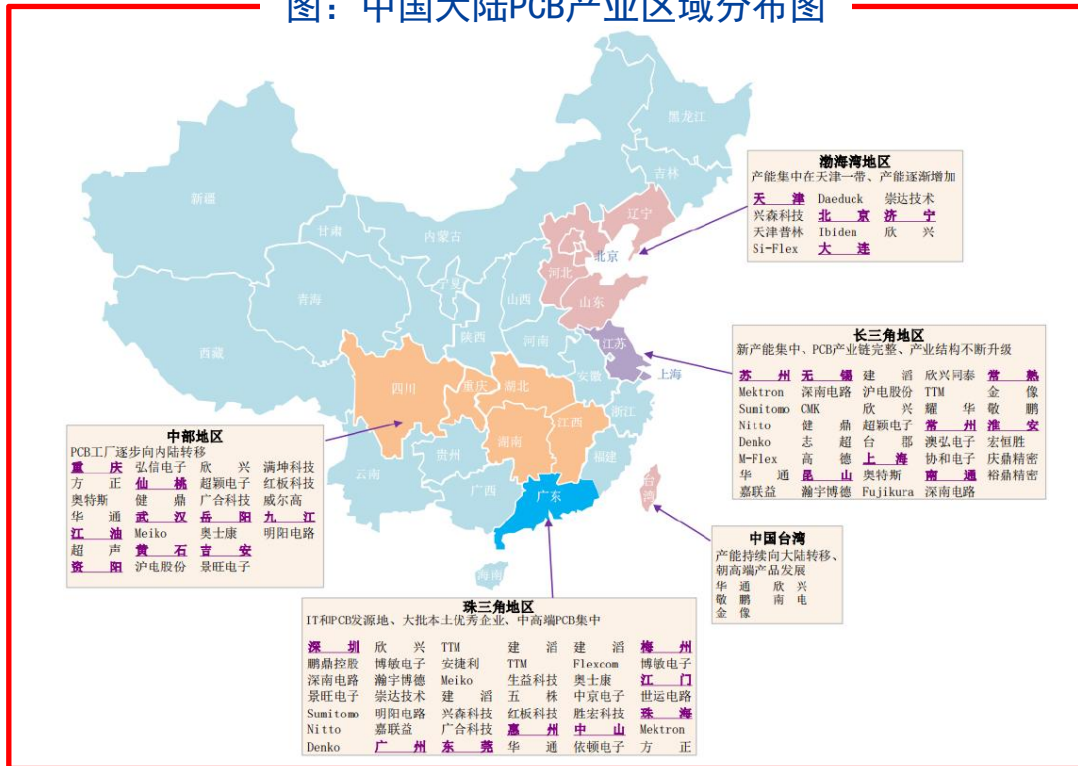 图：中国大陆PCB产业区域分布图
黑龙江
吉林
辽宁
新疆
甘肃
内蒙古
北京
河北
宁夏
山西
山东
青海
陕西
河南
江苏
西藏
安徽
上海
四川
重庆
湖北
浙江
湖南
江西
贵州
福建
云南
广西
广东
台湾
海南
渤海湾地区
产能集中在天津一带、产能逐渐增加
天津 Daeduck 崇达技术
兴森科技 北京 济宁
天津普林 Ibiden 欣兴
Si-Flex 大连
长三角地区
新产能集中、PCB产业链完整、产业结构不断升级
苏州 无锡 建滔 欣兴同泰 常熟
Mektron 深南电路 沪电股份 TTM 金像
Sumitomo CMK 欣兴 耀华 敬鹏
Nitto 健鼎 超颖电子 常州 淮安
Denko 志超 台郡 澳弘电子 宏恒胜
M-Flex 高德 上海 协和电子 庆鼎精密
华通 昆山 奥特斯 南通 裕鼎精密
嘉联益 瀚宇博德 Fujikura 深南电路
中部地区
PCB工厂逐步向内陆转移
重庆 弘信电子 欣兴 满坤科技
方正 仙桃 超颖电子 红板科技
奥特斯 健鼎 广合科技 威尔高
华通 武汉 岳阳 九江
江油 Meiko 奥士康 明阳电路
超声 黄石 吉安
资阳 沪电股份 景旺电子
中国台湾
产能持续向大陆转移、
朝高端产品发展
华通 欣兴
敬鹏 南电
金像
珠三角地区
IT和PCB发源地、大批本土优秀企业、中高端PCB集中
深圳 欣兴 TTM 建滔 建滔 梅州
鹏鼎控股 博敏电子 安捷利 TTM Flexcom 博敏电子
深南电路 瀚宇博德 Meiko 生益科技 奥士康 江门
景旺电子 崇达技术 建滔 五株 中京电子 世运电路
Sumitomo 明阳电路 兴森科技 红板科技 胜宏科技 珠海
Nitto 嘉联益 广合科技 惠州 中山 Mektron
Denko 广州 东莞 华通 依顿电子 方正